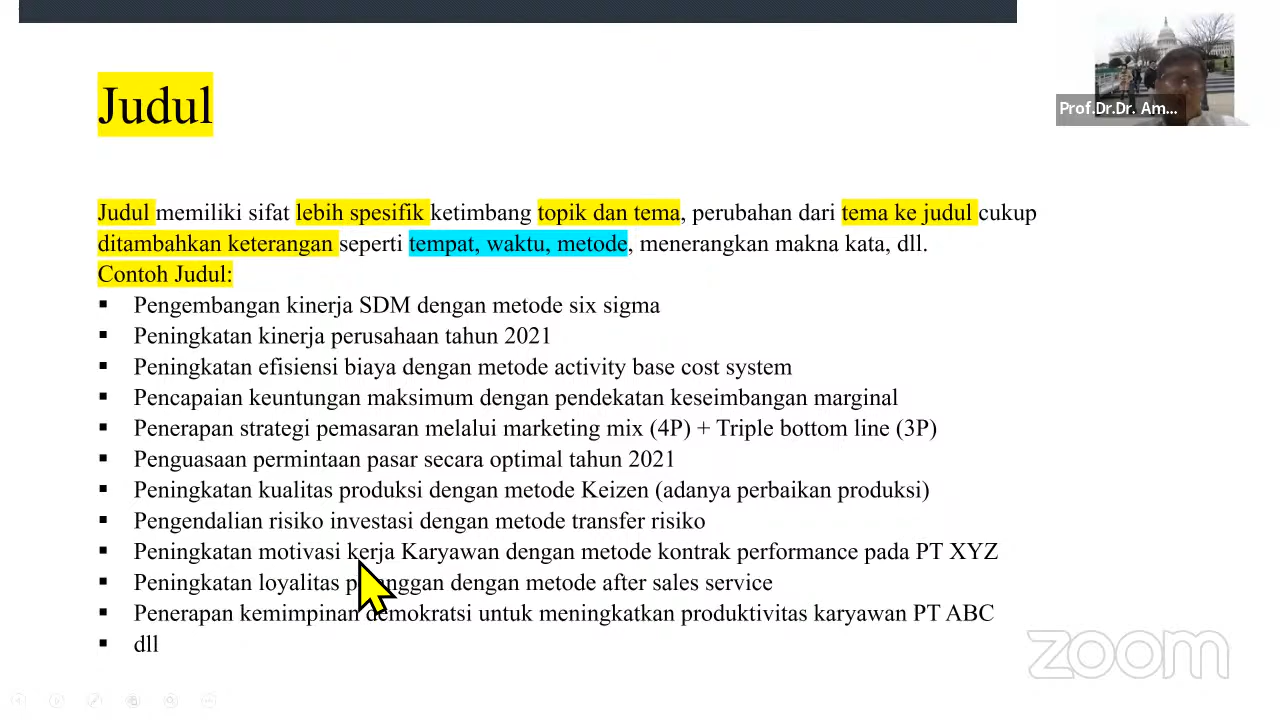 Judul
Prof.Dr.Dr. Am...
Judul memiliki sifat lebih spesifik ketimbang topik dan tema, perubahan dari tema ke judul cukup
ditambahkan keterangan seperti tempat, waktu, metode, menerangkan makna kata, dll.
Contoh Judul:
▪ Pengembangan kinerja SDM dengan metode six sigma
▪ Peningkatan kinerja perusahaan tahun 2021
▪ Peningkatan efisiensi biaya dengan metode activity base cost system
▪ Pencapaian keuntungan maksimum dengan pendekatan keseimbangan marginal
▪ Penerapan strategi pemasaran melalui marketing mix (4P) + Triple bottom line (3P)
▪ Penguasaan permintaan pasar secara optimal tahun 2021
▪ Peningkatan kualitas produksi dengan metode Keizen (adanya perbaikan produksi)
▪ Pengendalian risiko investasi dengan metode transfer risiko
▪ Peningkatan motivasi kerja Karyawan dengan metode kontrak performance pada PT XYZ
▪ Peningkatan loyalitas pelanggan dengan metode after sales service
▪ Penerapan kemimpinan demokratsi untuk meningkatkan produktivitas karyawan PT ABC
▪ dll
zoom